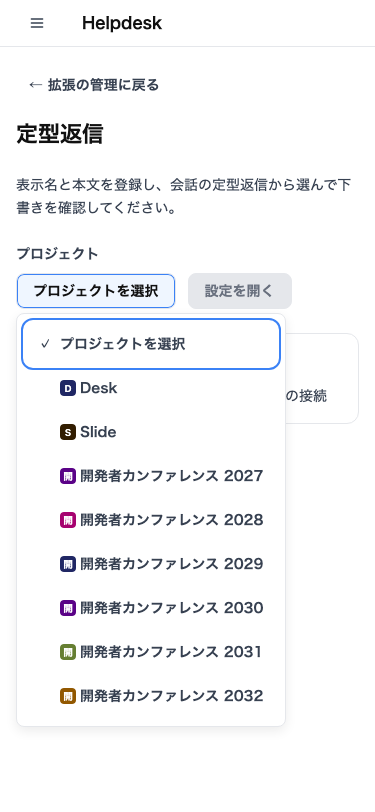 Helpdesk
← 拡張の管理に戻る
定型返信
表示名と本文を登録し、会話の定型返信から選んで下
書きを確認してください。
プロジェクト
プロジェクトを選択
設定を開く
✓ プロジェクトを選択
の接続
D Desk
S Slide
開 開発者カンファレンス 2027
開 開発者カンファレンス 2028
開 開発者カンファレンス 2029
開 開発者カンファレンス 2030
開 開発者カンファレンス 2031
開 開発者カンファレンス 2032